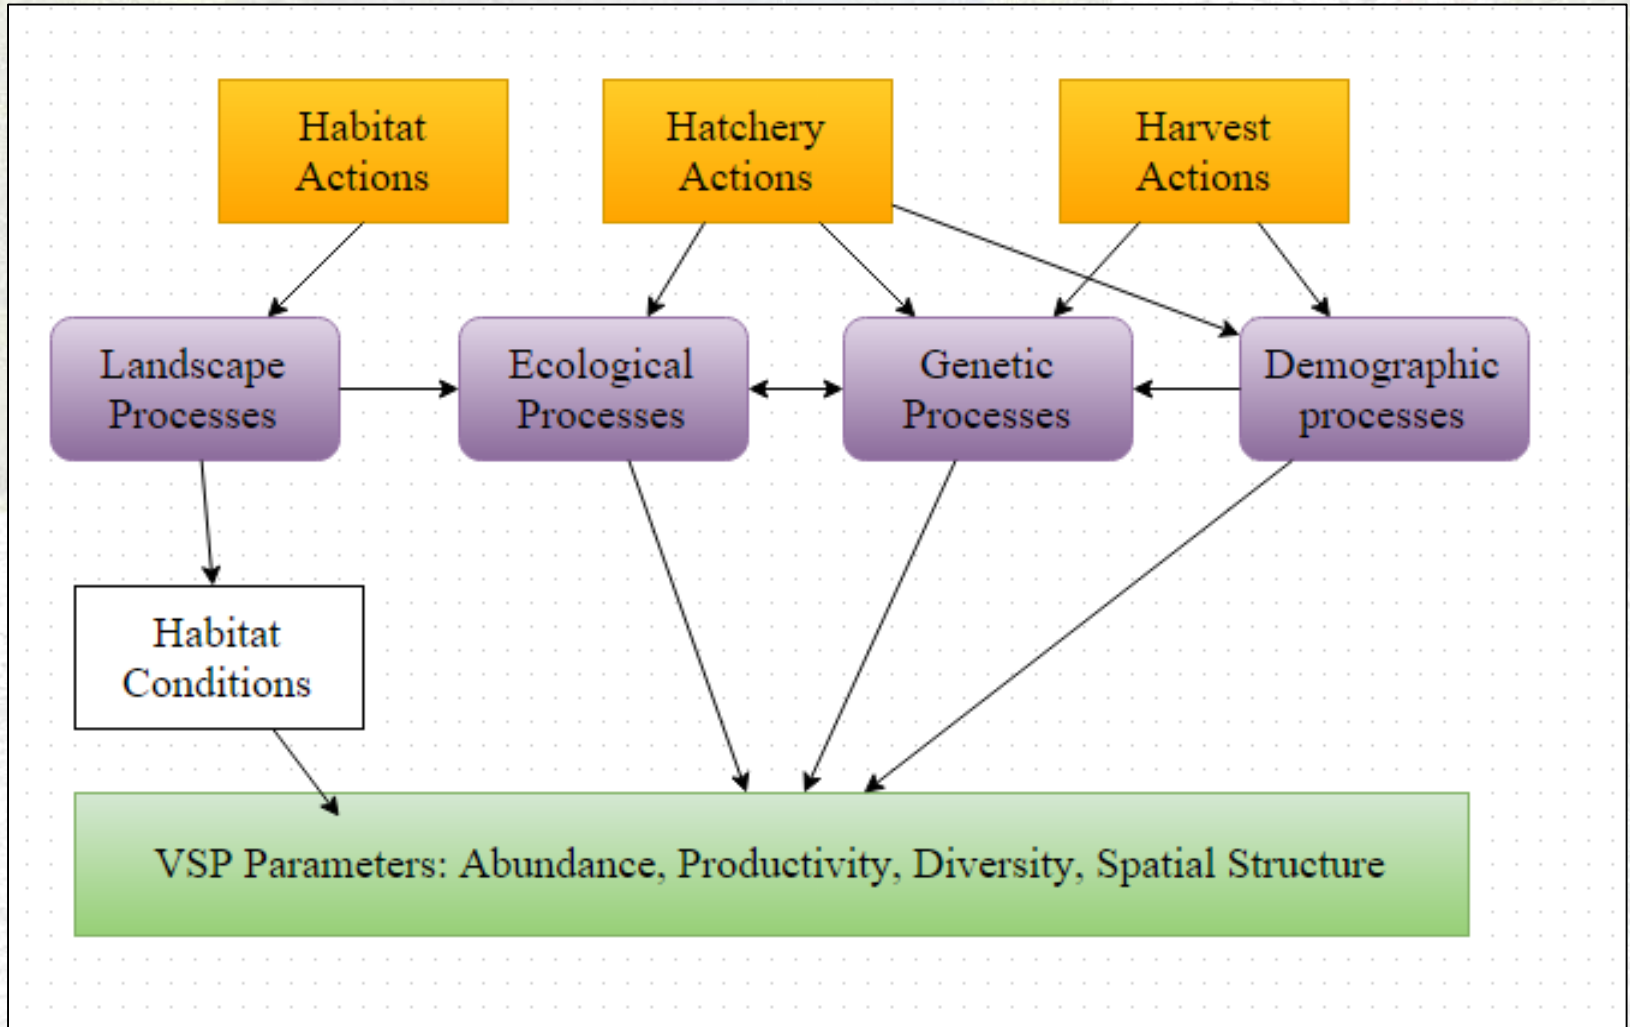 Habitat
Actions
Hatchery
Actions
Harvest
Actions
Landscape
Processes
Ecological
Processes
Genetic
Processes
Demographic
processes
Habitat
Conditions
VSP Parameters: Abundance, Productivity, Diversity, Spatial Structure